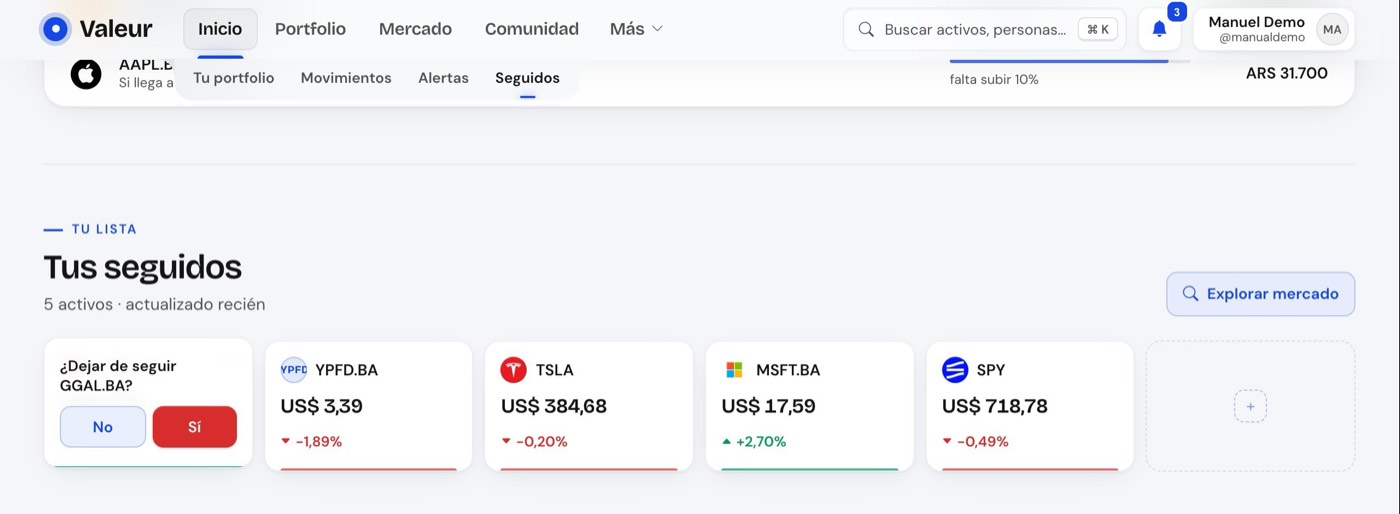 Valeur
Inicio
Portfolio
Mercado
Comunidad
Más
Buscar activos, personas...
⌘ K
3
Manuel Demo
@manualdemo
MA
Si llega a
Tu portfolio
Movimientos
Alertas
Seguidos
falta subir 10%
ARS 31.700
TU LISTA
Tus seguidos
5 activos · actualizado recién
Explorar mercado
¿Dejar de seguir
GGAL.BA?
No
Sí
YPFD
YPFD.BA
US$ 3,39
-1,89%
TSLA
US$ 384,68
-0,20%
MSFT.BA
US$ 17,59
+2,70%
SPY
US$ 718,78
-0,49%
+